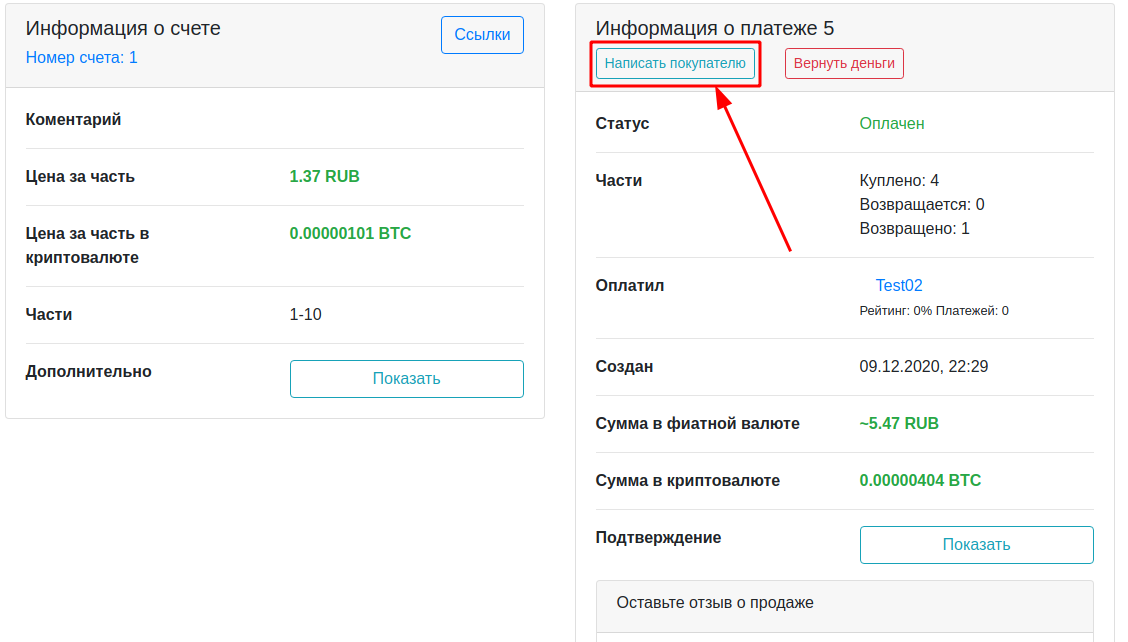 Информация о счете
Ссылки
Номер счета: 1
Коментарий
Цена за часть
1.37 RUB
Цена за часть в
криптовалюте
0.00000101 BTC
Части
1-10
Дополнительно
Показать
Информация о платеже 5
Написать покупателю
Вернуть деньги
Статус
Оплачен
Части
Куплено: 4
Возвращается: 0
Возвращено: 1
Оплатил
Test02
Рейтинг: 0% Платежей: 0
Создан
09.12.2020, 22:29
Сумма в фиатной валюте
~5.47 RUB
Сумма в криптовалюте
0.00000404 BTC
Подтверждение
Показать
Оставьте отзыв о продаже